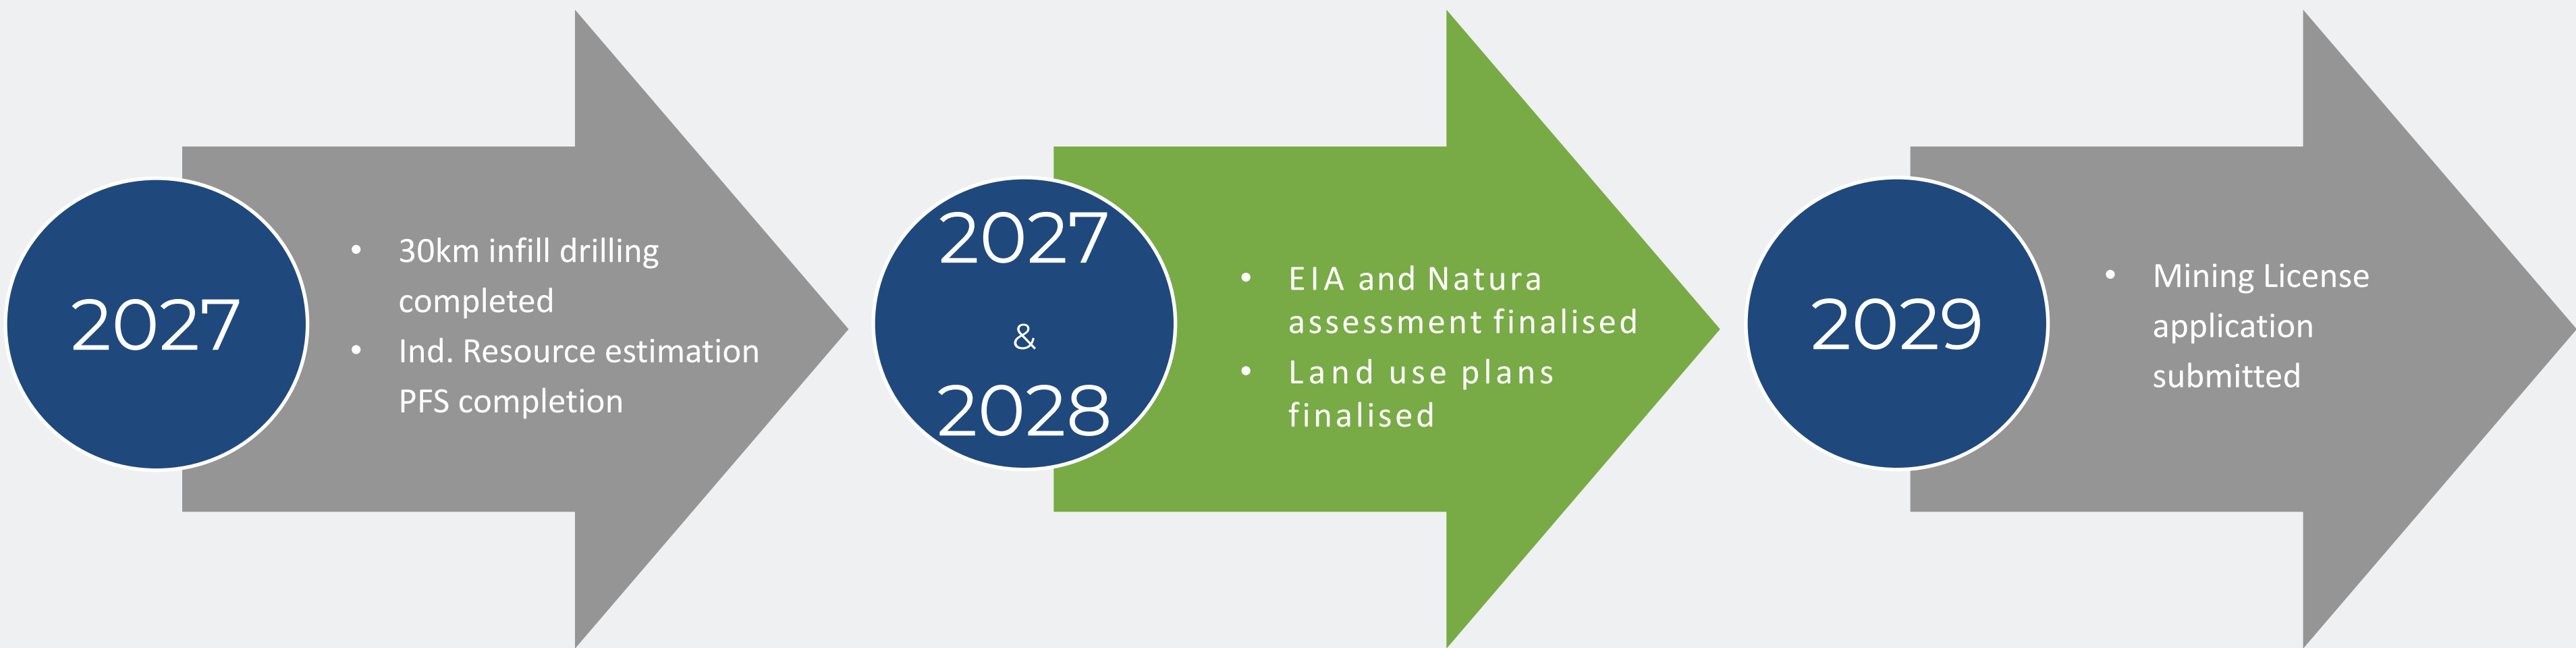 2027
• 30km infill drilling
completed
• Ind. Resource estimation
PFS completion
2027
&
2028
• EIA and Natura
assessment finalised
• Land use plans
finalised
2029
• Mining License
application
submitted